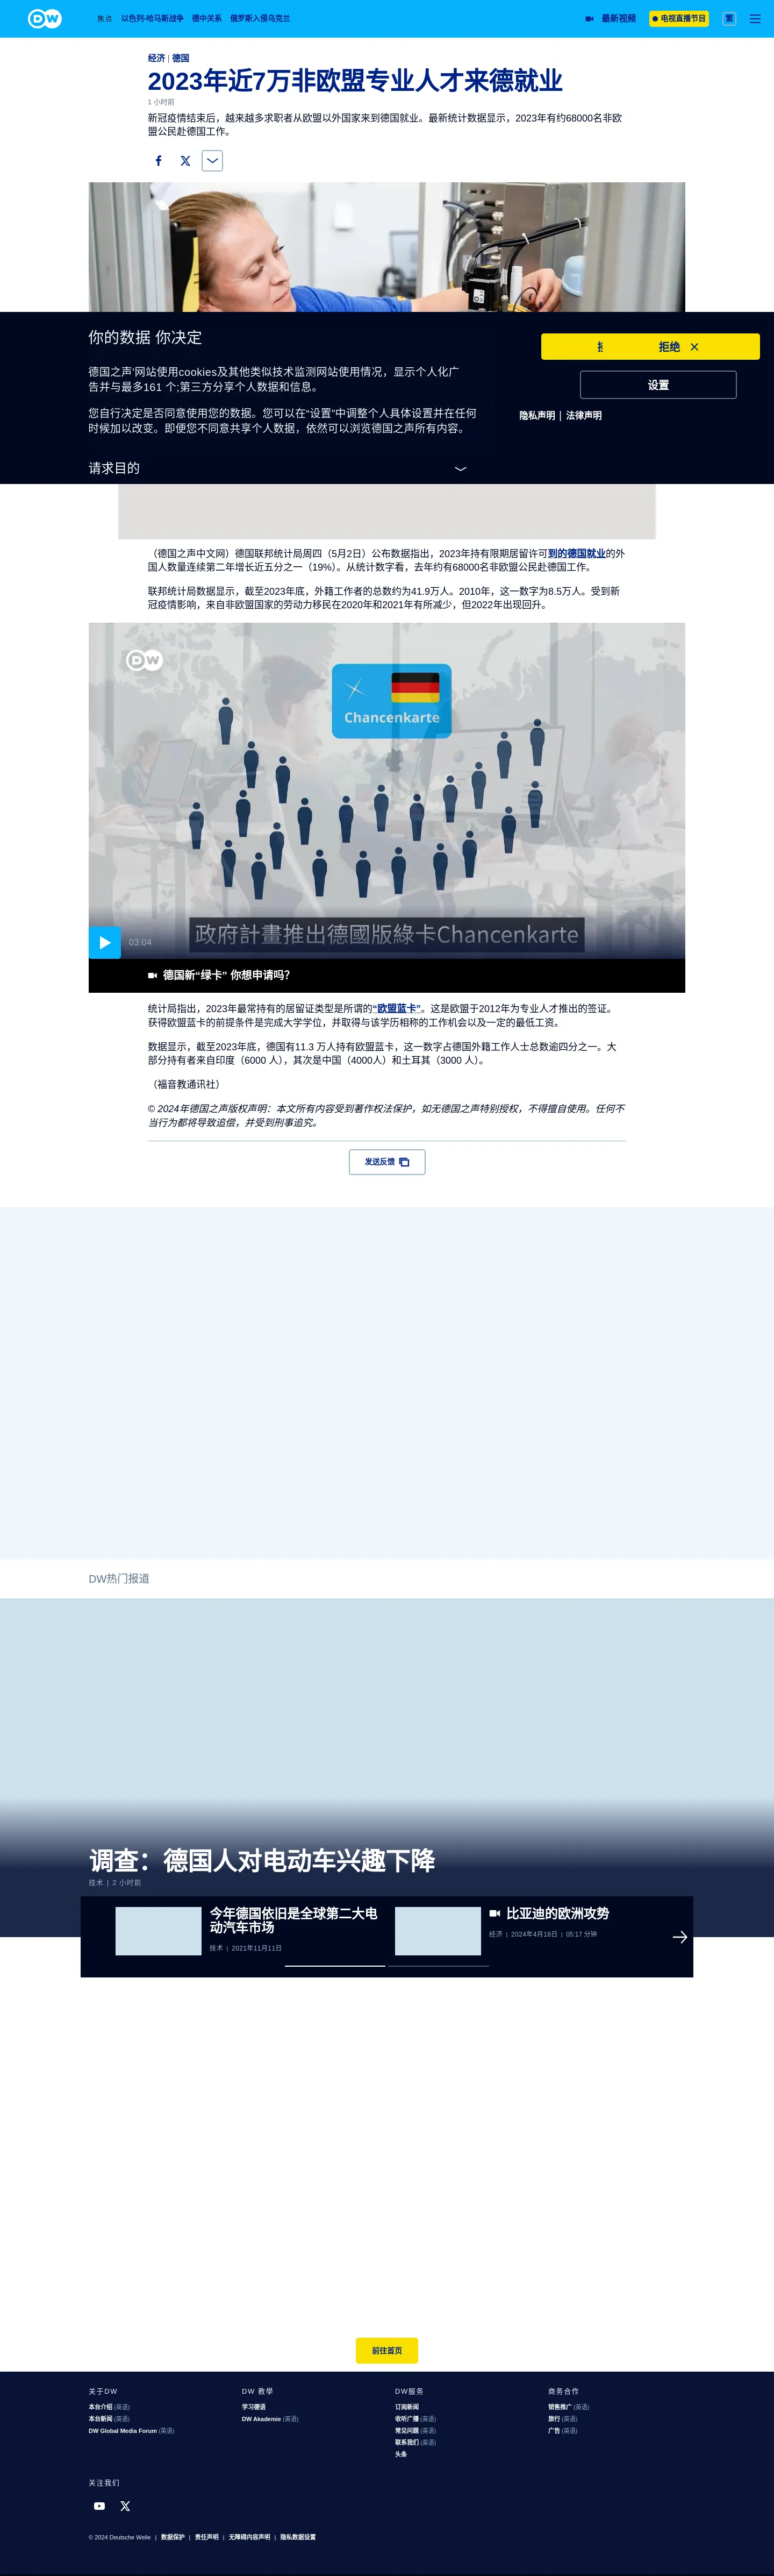 DW
焦点 以色列-哈马斯战争 德中关系 俄罗斯入侵乌克兰 最新视频 电视直播节目 繁
经济 | 德国
2023年近7万非欧盟专业人才来德就业
1 小时前
新冠疫情结束后，越来越多求职者从欧盟以外国家来到德国就业。最新统计数据显示，2023年有约68000名非欧
盟公民赴德国工作。
你的数据 你决定
拒绝
德国之声'网站使用cookies及其他类似技术监测网站使用情况，显示个人化广
告并与最多161 个;第三方分享个人数据和信息。
设置
您自行决定是否同意使用您的数据。您可以在“设置”中调整个人具体设置并在任何
时候加以改变。即便您不同意共享个人数据，依然可以浏览德国之声所有内容。
隐私声明 | 法律声明
请求目的
（德国之声中文网）德国联邦统计局周四（5月2日）公布数据指出，2023年持有限期居留许可到的德国就业的外
国人数量连续第二年增长近五分之一（19%）。从统计数字看，去年约有68000名非欧盟公民赴德国工作。
联邦统计局数据显示，截至2023年底，外籍工作者的总数约为41.9万人。2010年，这一数字为8.5万人。受到新
冠疫情影响，来自非欧盟国家的劳动力移民在2020年和2021年有所减少，但2022年出现回升。
DW
Chancenkarte
政府計畫推出德國版綠卡Chancenkarte
03:04
德国新“绿卡” 你想申请吗？
统计局指出，2023年最常持有的居留证类型是所谓的“欧盟蓝卡”。这是欧盟于2012年为专业人才推出的签证。
获得欧盟蓝卡的前提条件是完成大学学位，并取得与该学历相称的工作机会以及一定的最低工资。
数据显示，截至2023年底，德国有11.3 万人持有欧盟蓝卡，这一数字占德国外籍工作人士总数逾四分之一。大
部分持有者来自印度（6000 人），其次是中国（4000人）和土耳其（3000 人）。
（福音教通讯社）
© 2024年德国之声版权声明：本文所有内容受到著作权法保护，如无德国之声特别授权，不得擅自使用。任何不
当行为都将导致追偿，并受到刑事追究。
发送反馈
DW热门报道
调查：德国人对电动车兴趣下降
技术 | 2 小时前
今年德国依旧是全球第二大电
动汽车市场
技术 | 2021年11月11日
比亚迪的欧洲攻势
经济 | 2024年4月18日 | 05:17 分钟
前往首页
关于DW
本台介绍 (英语)
本台新闻 (英语)
DW Global Media Forum (英语)
DW 教學
学习德语
DW Akademie (英语)
DW服务
订阅新闻
收听广播 (英语)
常见问题 (英语)
联系我们 (英语)
头条
商务合作
销售推广 (英语)
旅行 (英语)
广告 (英语)
关注我们
© 2024 Deutsche Welle | 数据保护 | 责任声明 | 无障碍内容声明 | 隐私数据设置